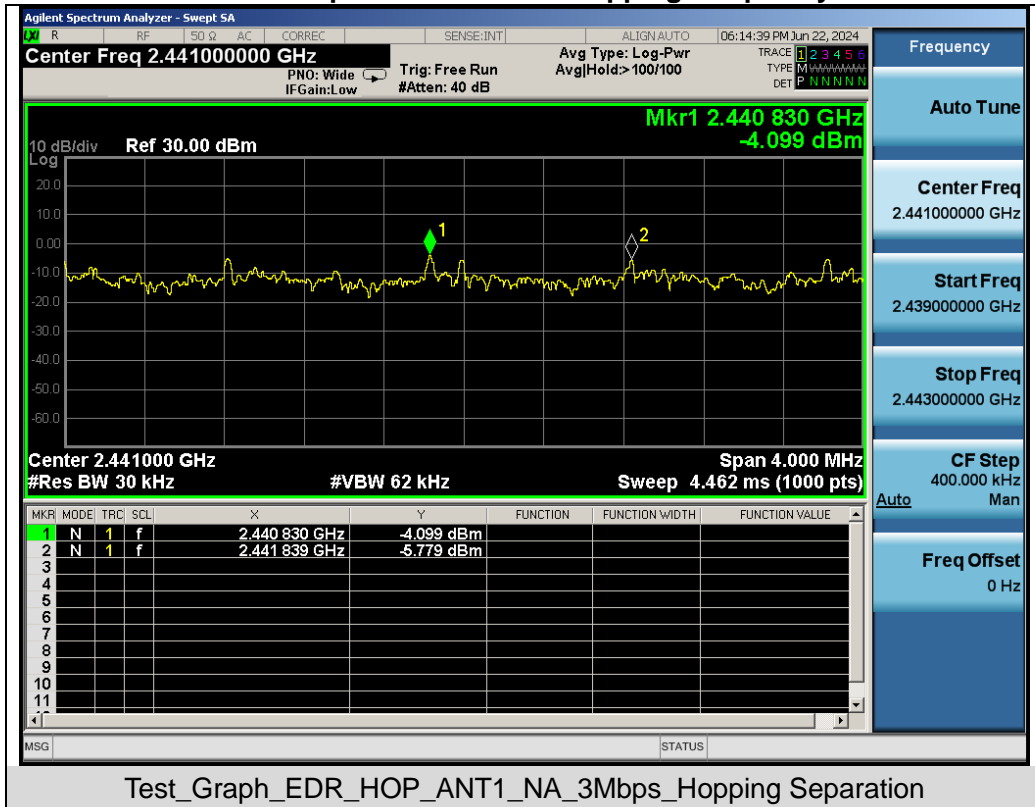 Agilent Spectrum Analyzer - Swept SA
LXI R RF 50 Ω AC CORREC SENSE:INT ALIGN AUTO 06:14:39 PM Jun 22, 2024
Center Freq 2.441000000 GHz
PNO: Wide
IFGain:Low
Trig: Free Run
#Atten: 40 dB
Avg Type: Log-Pwr
Avg|Hold:>100/100
TRACE 1 2 3 4 5 6
TYPE M
DET P N N N N N
Mkr1 2.440 830 GHz
-4.099 dBm
10 dB/div Ref 30.00 dBm
Log
20.0
10.0
0.00
-10.0
-20.0
-30.0
-40.0
-50.0
-60.0
1
2
Center 2.441000 GHz Span 4.000 MHz
#Res BW 30 kHz #VBW 62 kHz Sweep 4.462 ms (1000 pts)
MKR MODE TRC SCL X Y FUNCTION FUNCTION WIDTH FUNCTION VALUE
1 N 1 f 2.440 830 GHz -4.099 dBm
2 N 1 f 2.441 839 GHz -5.779 dBm
3
4
5
6
7
8
9
10
11
MSG STATUS
Frequency
Auto Tune
Center Freq
2.441000000 GHz
Start Freq
2.439000000 GHz
Stop Freq
2.443000000 GHz
CF Step
400.000 kHz
Auto Man
Freq Offset
0 Hz
Test_Graph_EDR_HOP_ANT1_NA_3Mbps_Hopping Separation